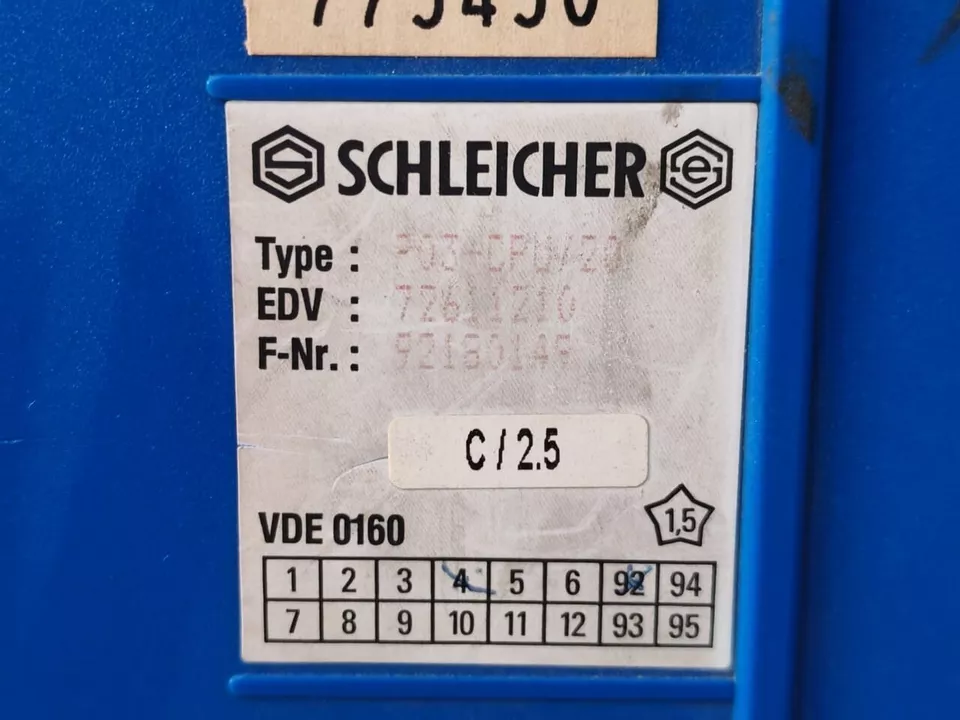 SCHLEICHER
Type :
EDV : 72611210
F-Nr. :
C / 2.5
VDE 0160
1,5
1 2 3 4 5 6 92 94
7 8 9 10 11 12 93 95